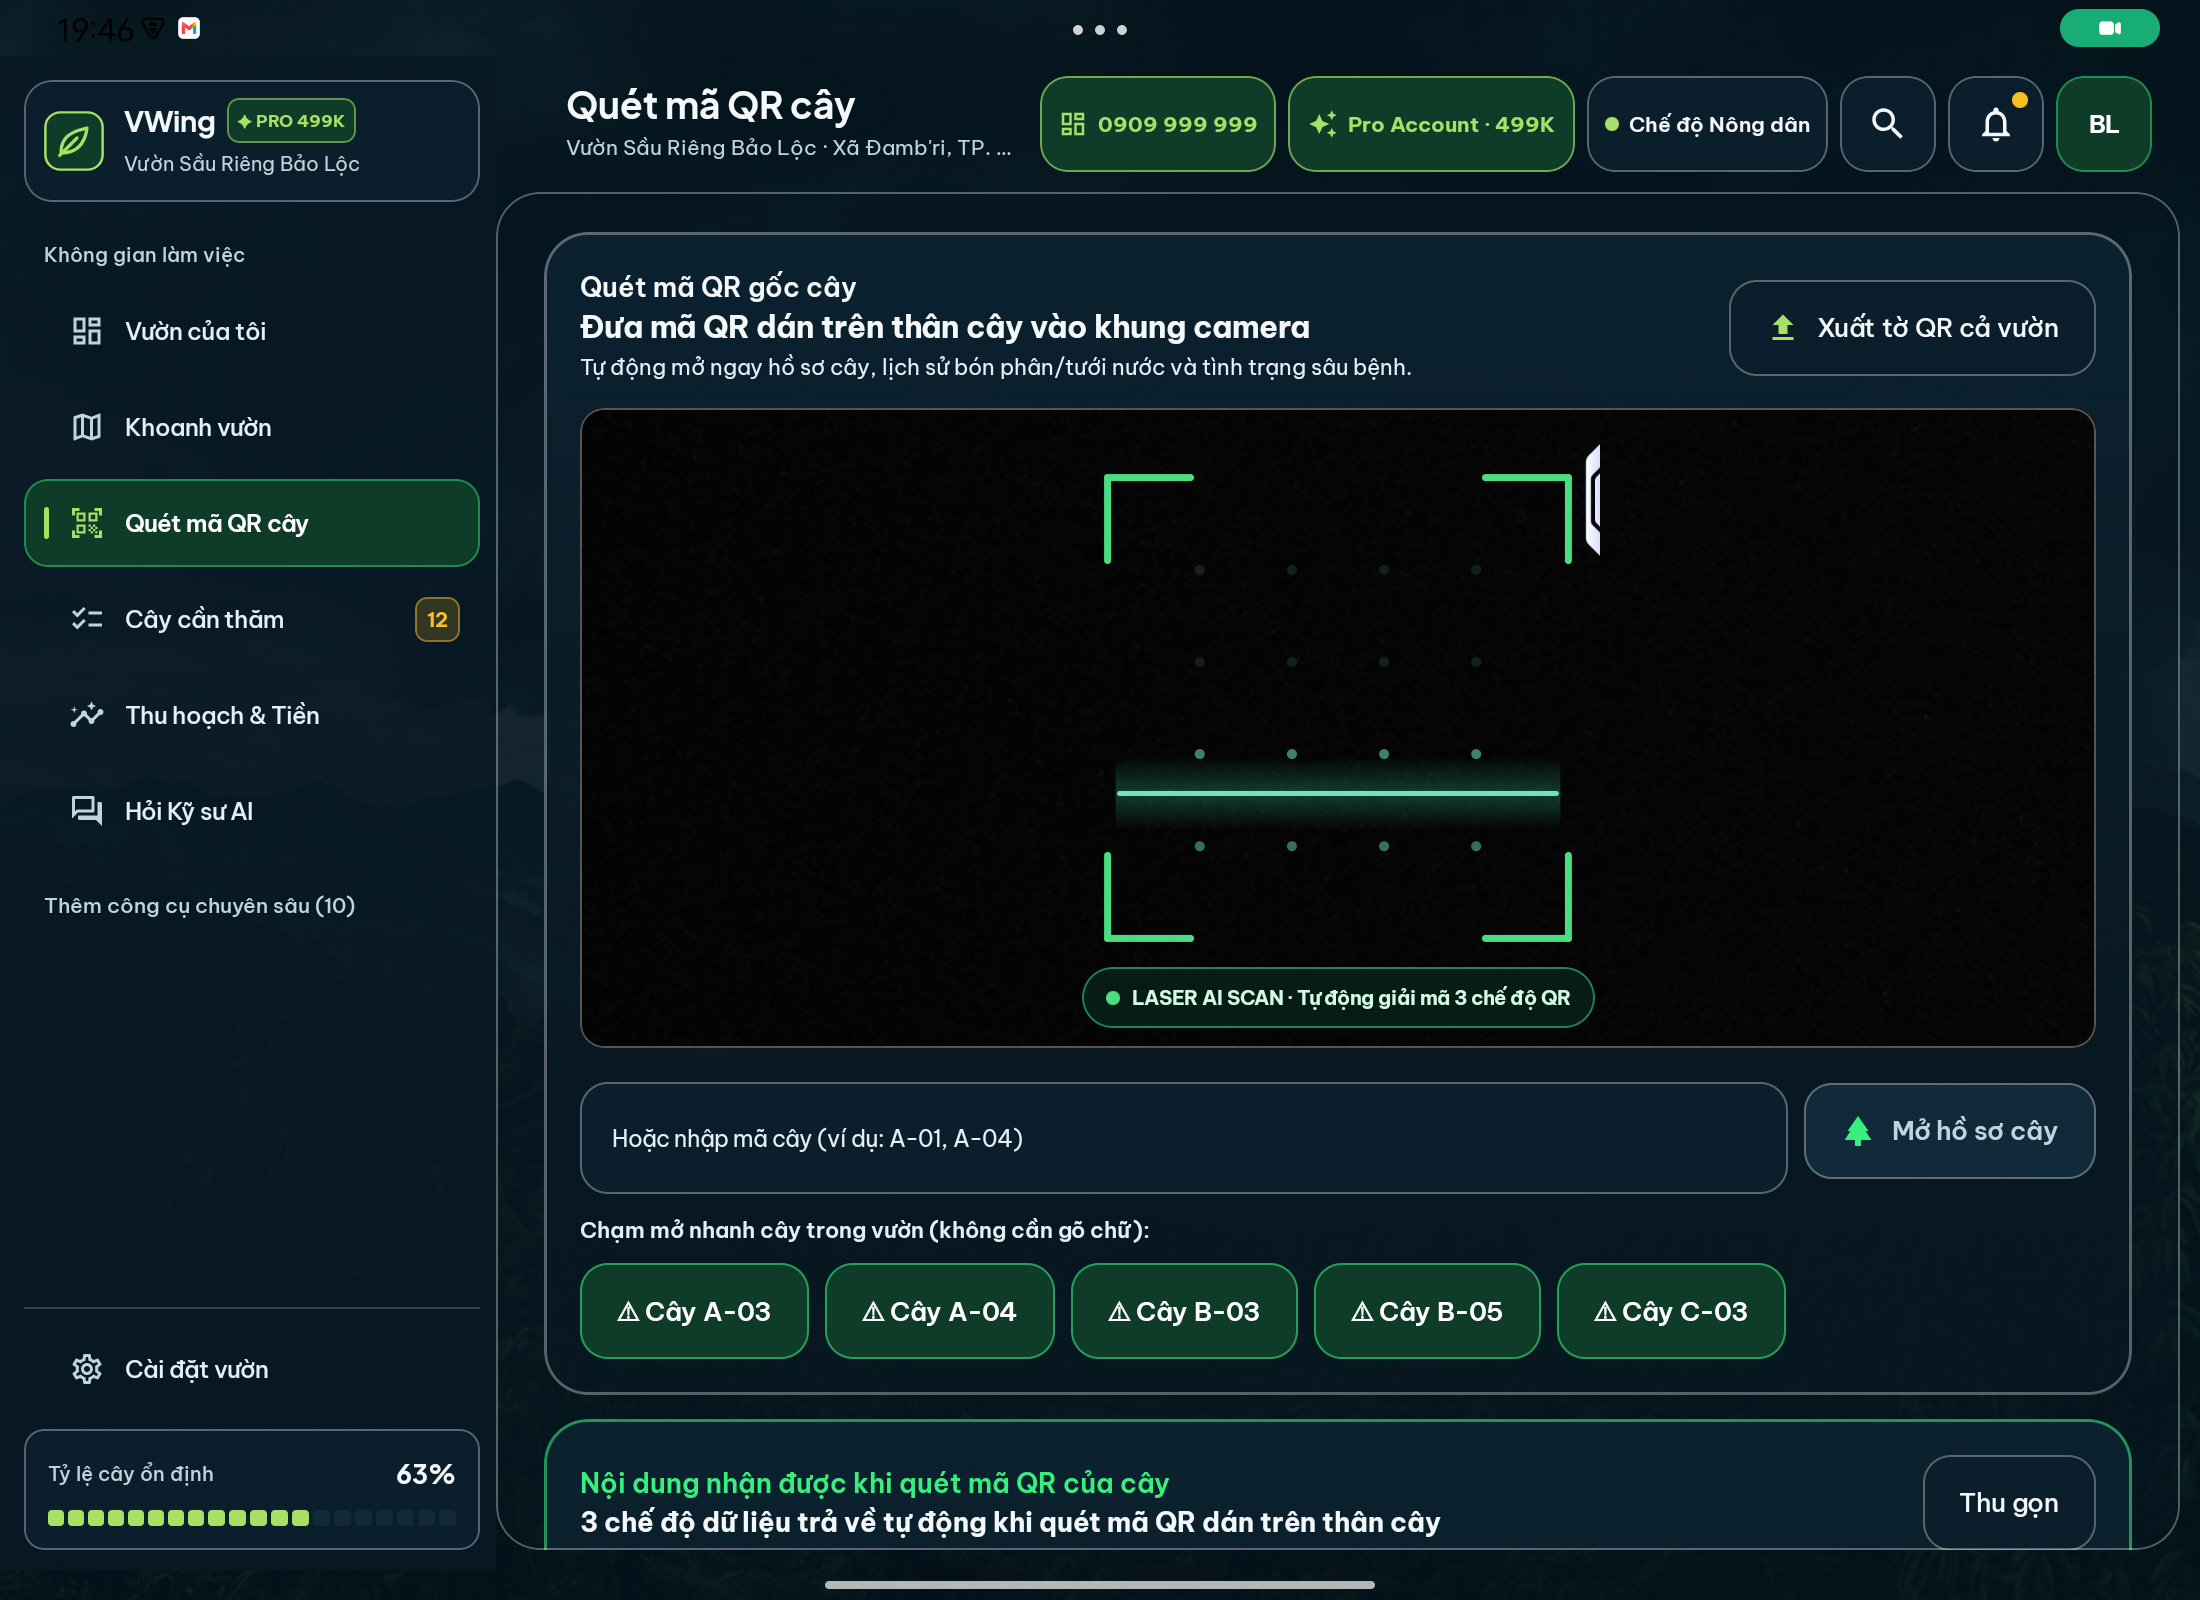 19:46
VWing
PRO 499K
Vườn Sầu Riêng Bảo Lộc
Không gian làm việc
Vườn của tôi
Khoanh vườn
Quét mã QR cây
Cây cần thăm
12
Thu hoạch & Tiền
Hỏi Kỹ sư AI
Thêm công cụ chuyên sâu (10)
Cài đặt vườn
Tỷ lệ cây ổn định
63%
Quét mã QR cây
Vườn Sầu Riêng Bảo Lộc · Xã Đamb'ri, TP. ...
0909 999 999
Pro Account · 499K
Chế độ Nông dân
BL
Quét mã QR gốc cây
Đưa mã QR dán trên thân cây vào khung camera
Tự động mở ngay hồ sơ cây, lịch sử bón phân/tưới nước và tình trạng sâu bệnh.
Xuất tờ QR cả vườn
LASER AI SCAN · Tự động giải mã 3 chế độ QR
Hoặc nhập mã cây (ví dụ: A-01, A-04)
Mở hồ sơ cây
Chạm mở nhanh cây trong vườn (không cần gõ chữ):
⚠ Cây A-03
⚠ Cây A-04
⚠ Cây B-03
⚠ Cây B-05
⚠ Cây C-03
Nội dung nhận được khi quét mã QR của cây
3 chế độ dữ liệu trả về tự động khi quét mã QR dán trên thân cây
Thu gọn